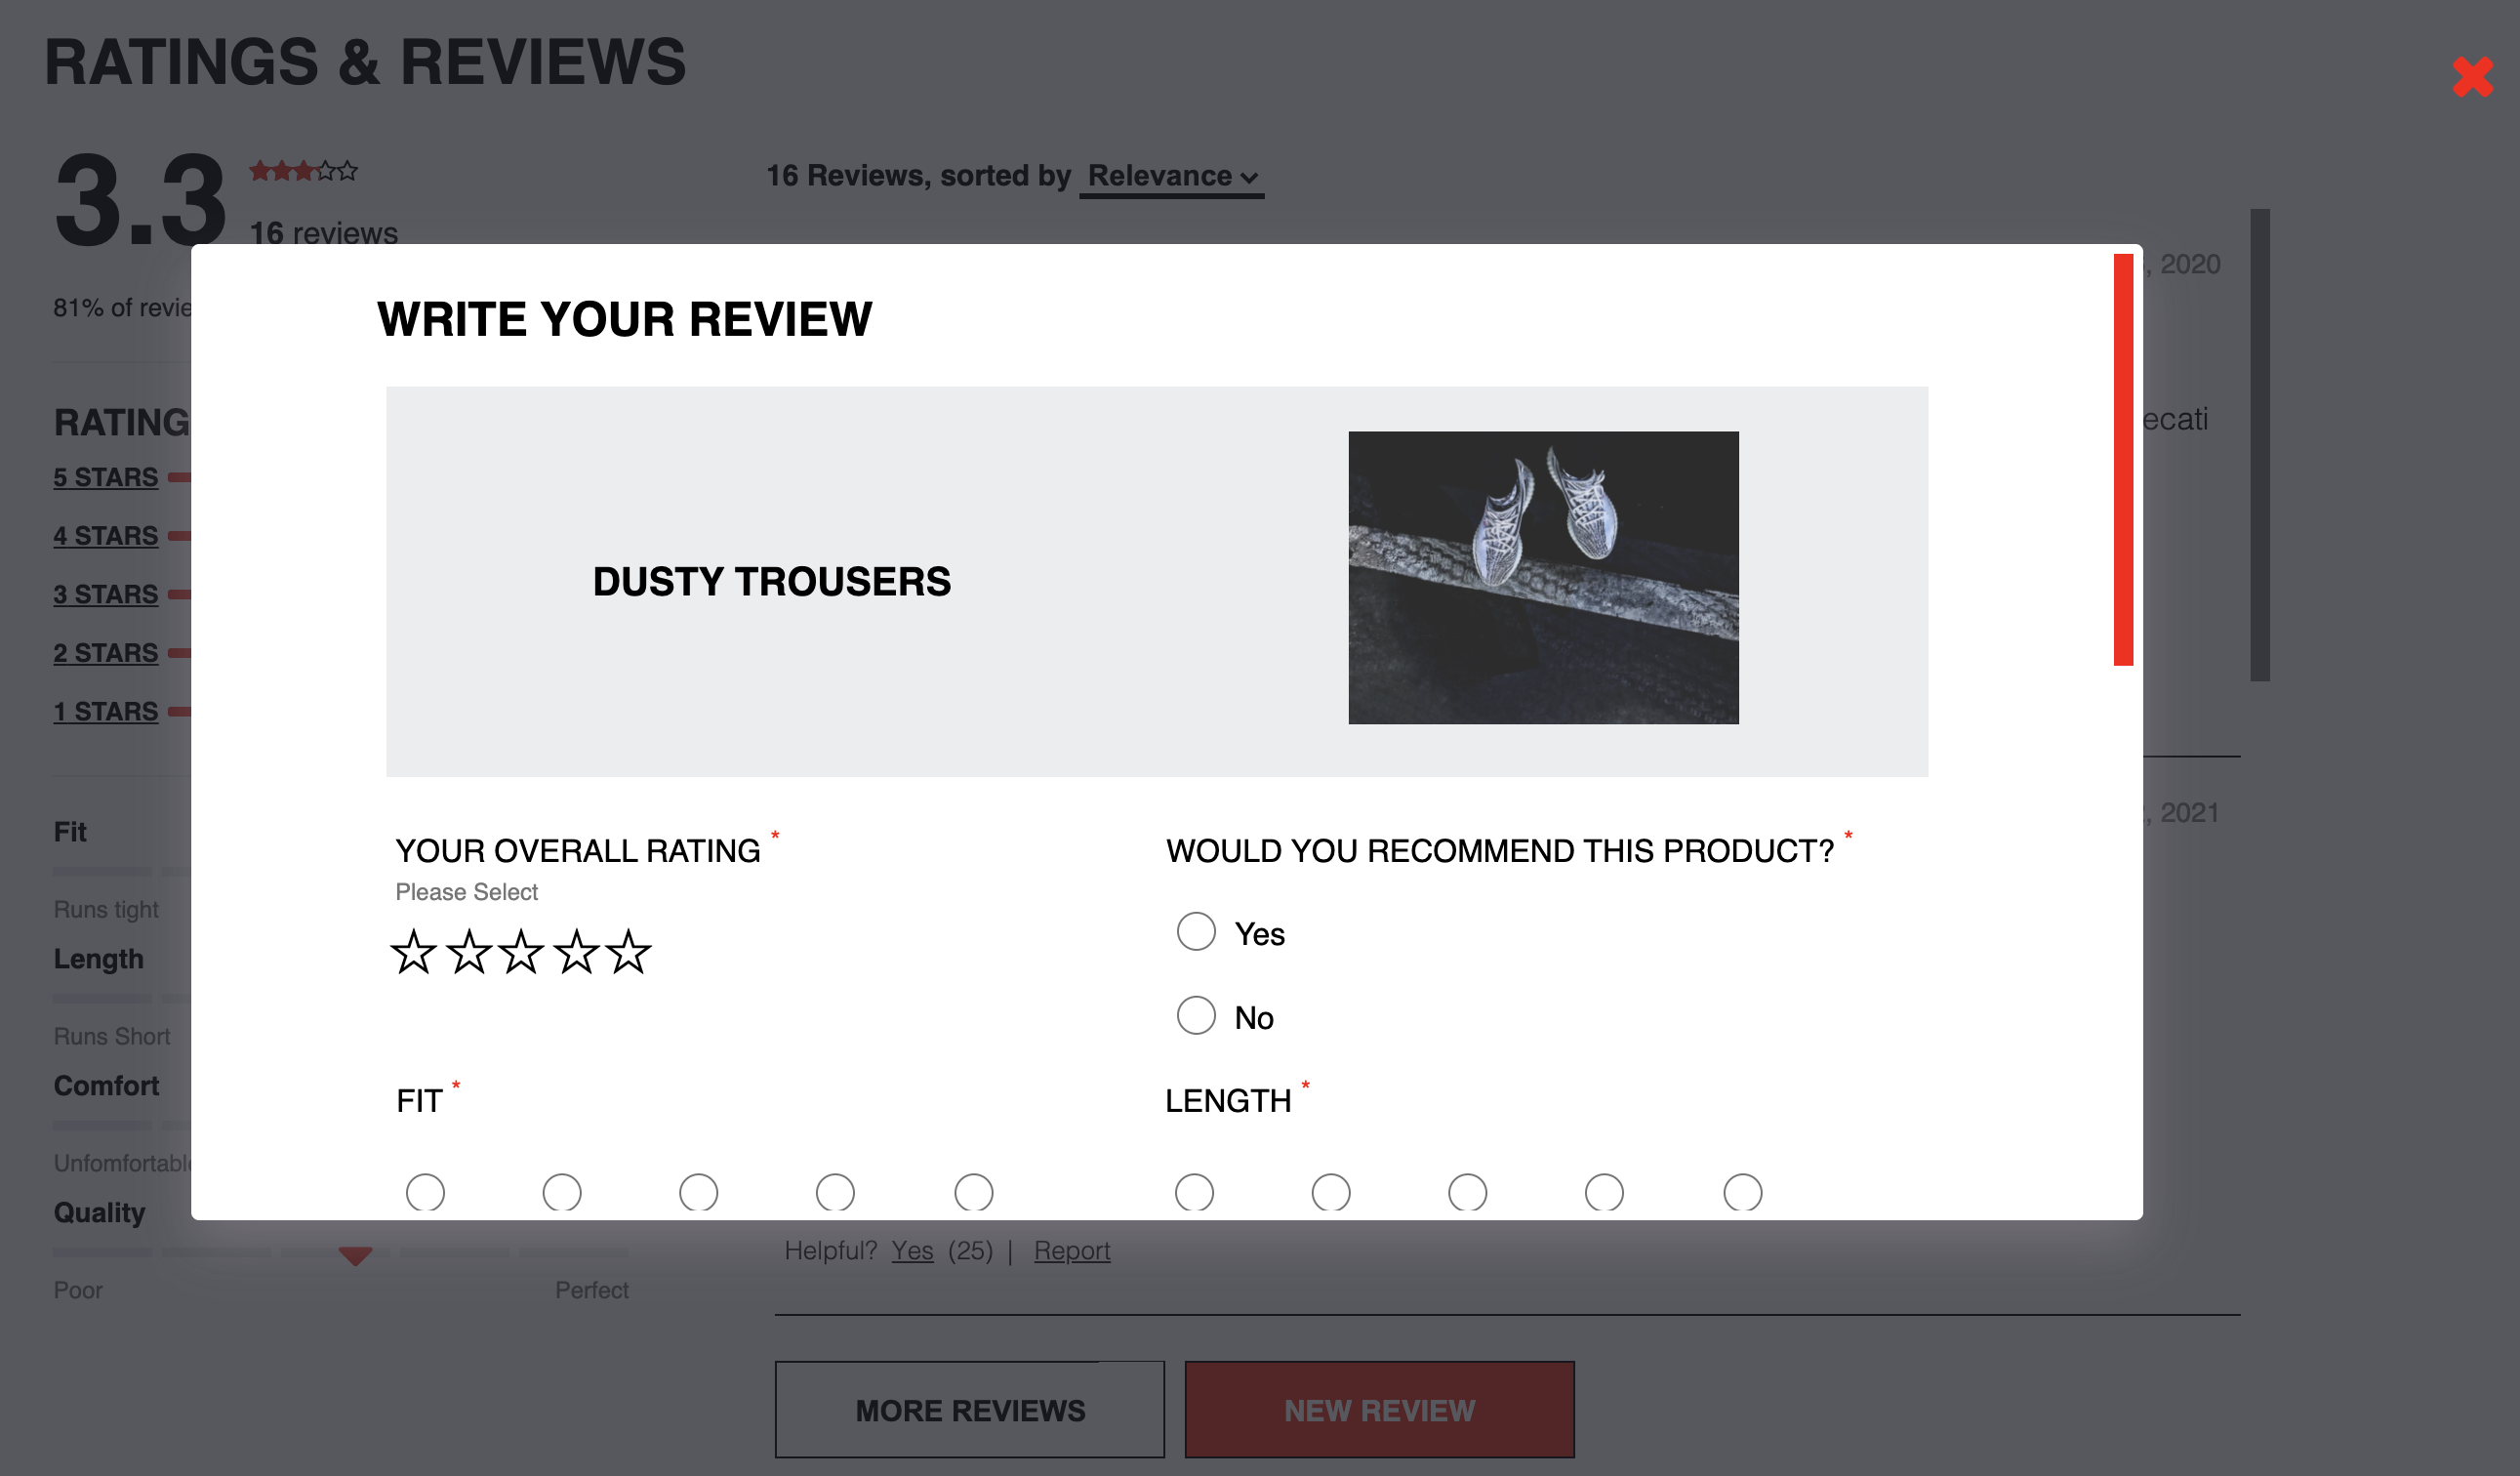 RATINGS & REVIEWS
3.3
16 reviews
16 Reviews, sorted by Relevance
, 2020
81% of
WRITE YOUR REVIEW
RATING
5 STARS
4 STARS
3 STARS
2 STARS
1 STARS
DUSTY TROUSERS
ecati
, 2021
Fit
Runs tight
Length
Runs Short
Comfort
Quality
Poor
Perfect
YOUR OVERALL RATING *
Please Select
WOULD YOU RECOMMEND THIS PRODUCT? *
Yes
No
FIT *
LENGTH *
Helpful? Yes (25) | Report
MORE REVIEWS
NEW REVIEW